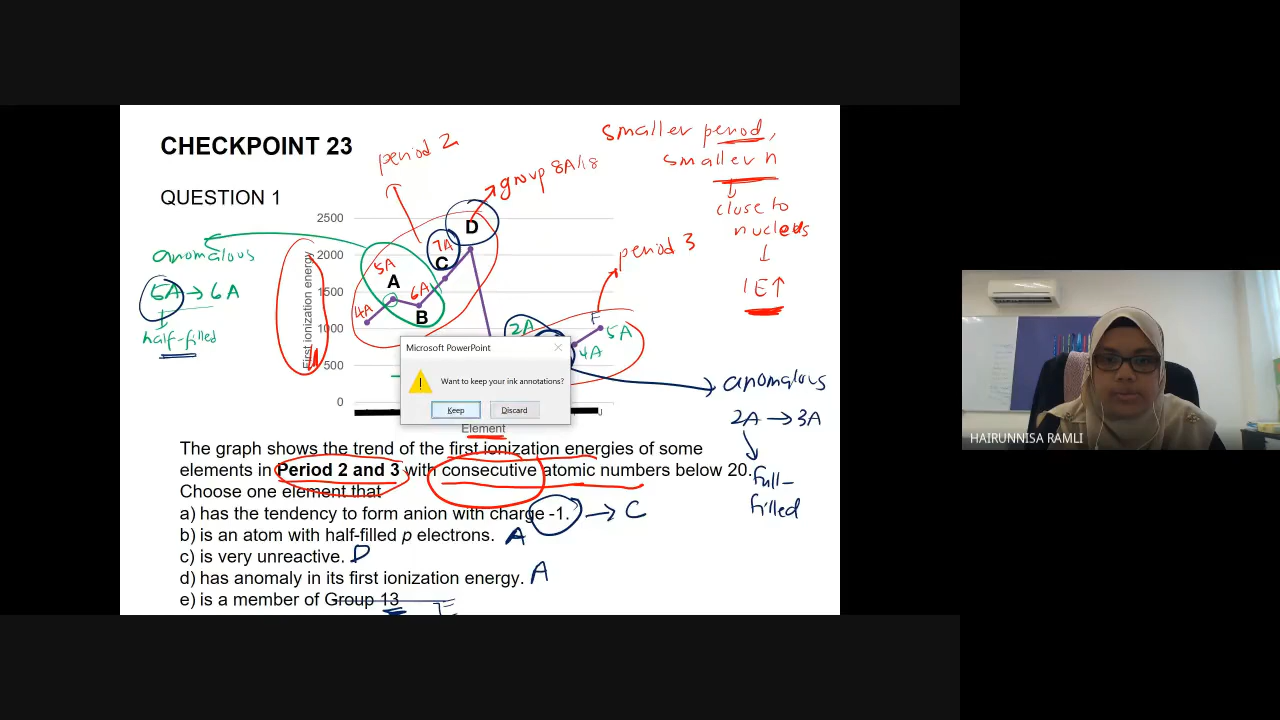 CHECKPOINT 23
QUESTION 1
period 2
group 8A/18
smaller period,
smaller n
close to
nucleus
IE↑
period 3
anomalous
5A → 6A
half-filled
First ionization energy
2500
2000
1500
1000
500
0
4A
5A
A
6A
B
7A
C
D
2A
4A
F
5A
Microsoft PowerPoint
Want to keep your ink annotations?
Keep
Discard
Element
anomalous
2A → 3A
full-
filled
The graph shows the trend of the first ionization energies of some
elements in Period 2 and 3 with consecutive atomic numbers below 20.
Choose one element that
a) has the tendency to form anion with charge -1. → C
b) is an atom with half-filled p electrons. A
c) is very unreactive. D
d) has anomaly in its first ionization energy. A
e) is a member of Group 13
HAIRUNNISA RAMLI